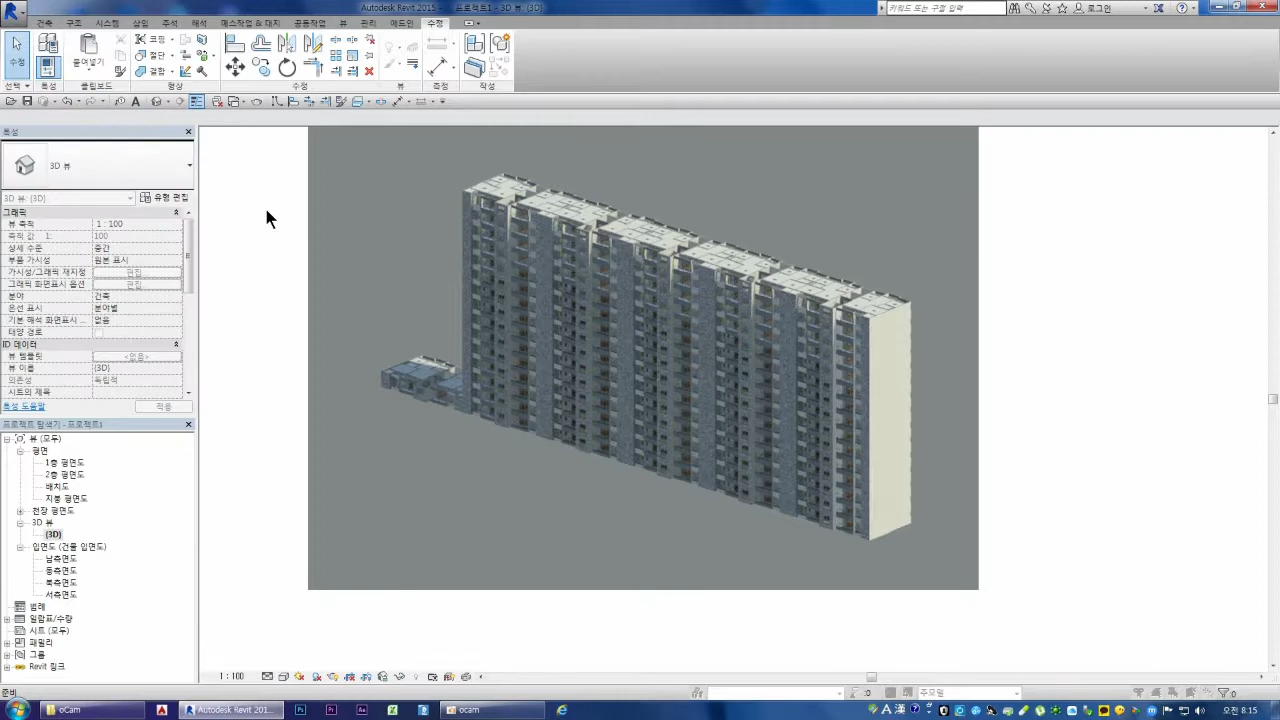 Autodesk Revit 2015 - 프로젝트1 - 3D 뷰: {3D}
키워드 또는 구절 입력
로그인
건축 구조 시스템 삽입 주석 해석 매스작업 & 대지 공동작업 뷰 관리 애드인 수정
수정
붙여넣기
코핑
절단
결합
선택 특성 클립보드 형상 수정 뷰 측정 작성
특성
3D 뷰
3D 뷰: {3D} 유형 편집
그래픽
뷰 축척 1 : 100
축척 값 1: 100
상세 수준 중간
부품 가시성 원본 표시
가시성/그래픽 재지정 편집
그래픽 화면표시 옵션 편집
분야 건축
은선 표시 분야별
기본 해석 화면표시 ... 없음
태양 경로
ID 데이터
뷰 템플릿 <없음>
뷰 이름 {3D}
의존성 독립적
시트의 제목
특성 도움말 적용
프로젝트 탐색기 - 프로젝트1
뷰 (모두)
평면
1층 평면도
2층 평면도
배치도
지붕 평면도
천장 평면도
3D 뷰
{3D}
입면도 (건물 입면도)
남측면도
동측면도
북측면도
서측면도
범례
일람표/수량
시트 (모두)
패밀리
그룹
Revit 링크
1 : 100
준비
:0
주모델
:0
oCam
Autodesk Revit 201...
ocam
A 漢
오전 8:15